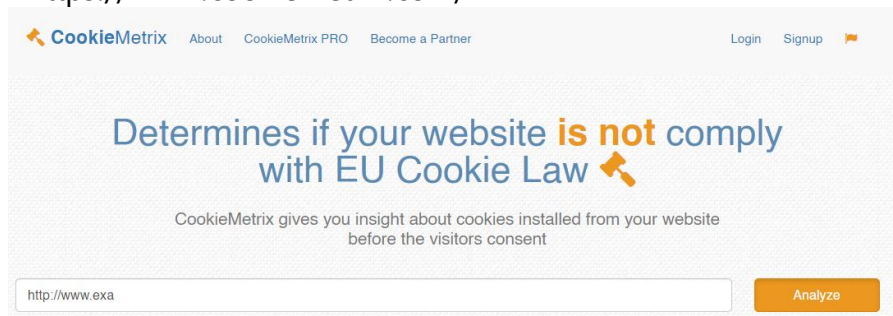 CookieMetrix About CookieMetrix PRO Become a Partner Login Signup
Determines if your website is not comply
with EU Cookie Law
CookieMetrix gives you insight about cookies installed from your website
before the visitors consent
http://www.exa
Analyze